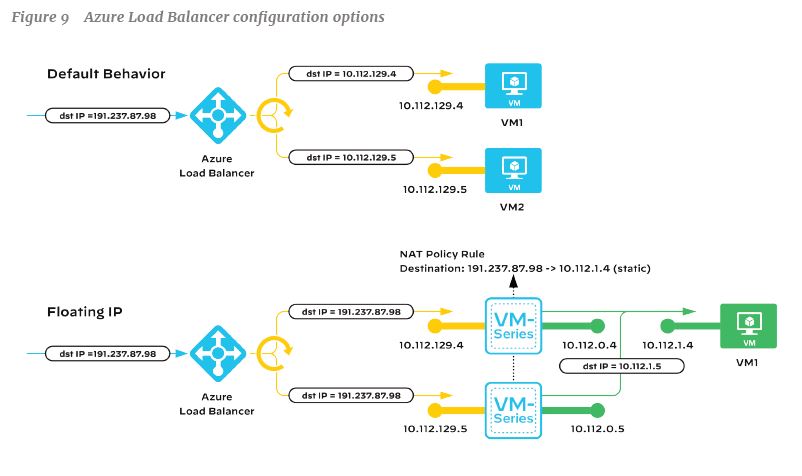 Figure 9 Azure Load Balancer configuration options
Default Behavior
dst IP =191.237.87.98
Azure
Load Balancer
dst IP = 10.112.129.4
10.112.129.4
VM
VM1
dst IP = 10.112.129.5
10.112.129.5
VM
VM2
NAT Policy Rule
Destination: 191.237.87.98 -> 10.112.1.4 (static)
Floating IP
dst IP =191.237.87.98
Azure
Load Balancer
dst IP = 191.237.87.98
10.112.129.4
VM-
Series
10.112.0.4
10.112.1.4
VM
VM1
dst IP = 10.112.1.5
dst IP = 191.237.87.98
10.112.129.5
VM-
Series
10.112.0.5